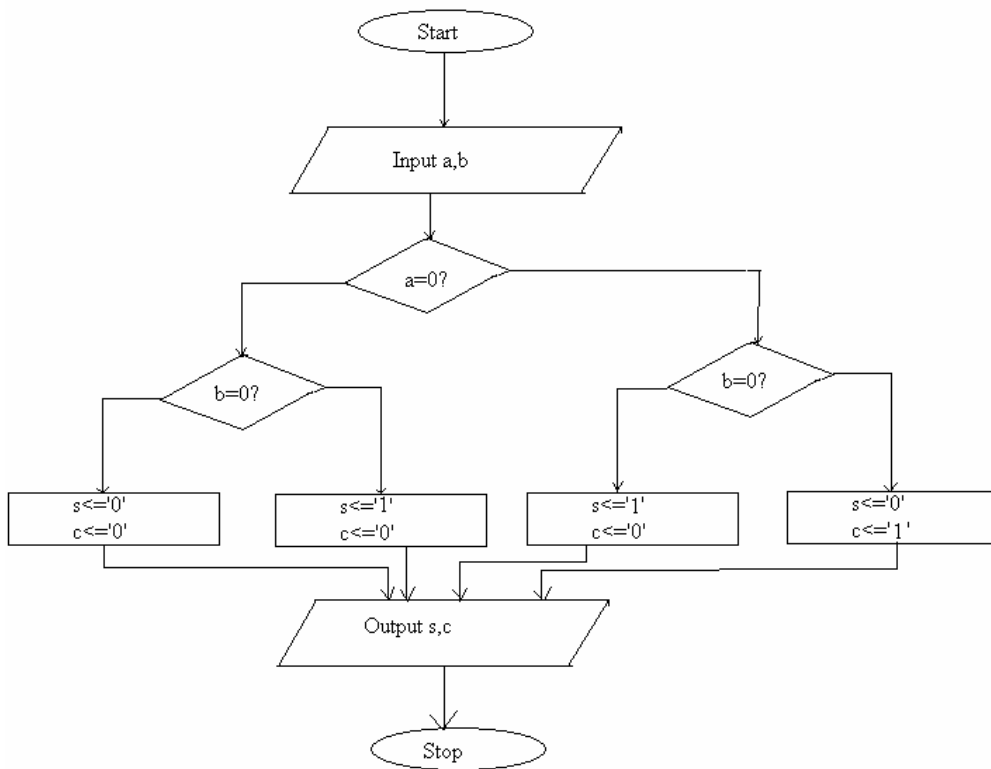 Start
Input a,b
a=0?
b=0?
b=0?
s<='0'
c<='0'
s<='1'
c<='0'
s<='1'
c<='0'
s<='0'
c<='1'
Output s,c
Stop